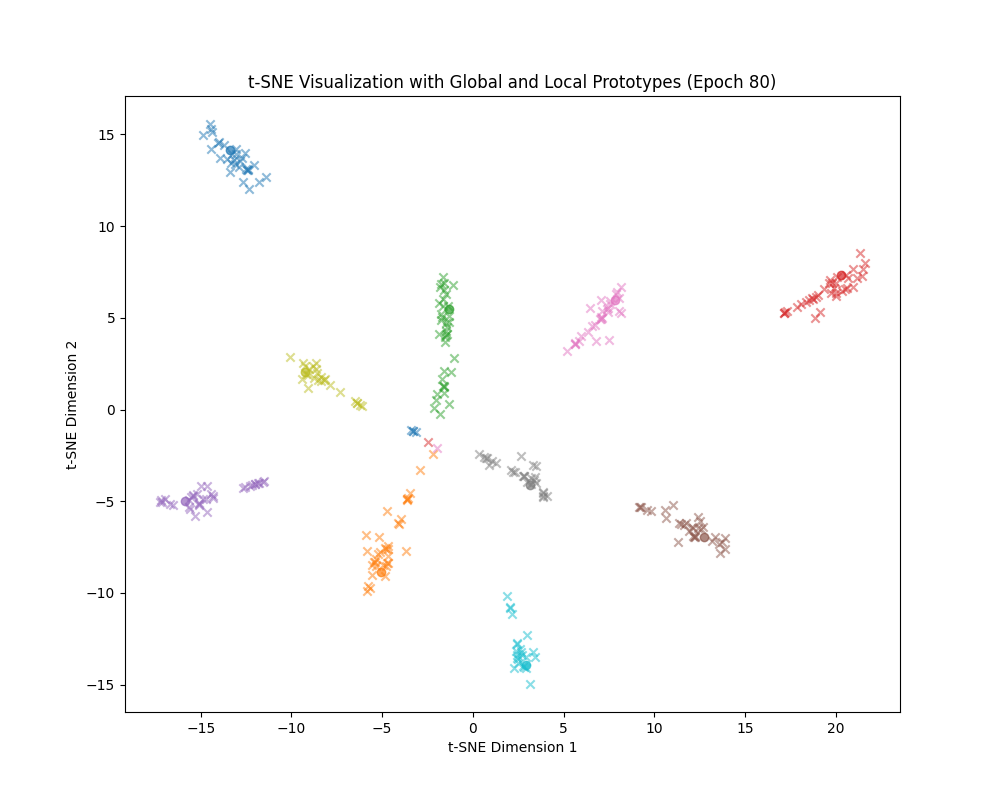 t-SNE Visualization with Global and Local Prototypes (Epoch 80)
15
10
5
0
−5
−10
−15
t-SNE Dimension 2
−15 −10 −5 0 5 10 15 20
t-SNE Dimension 1